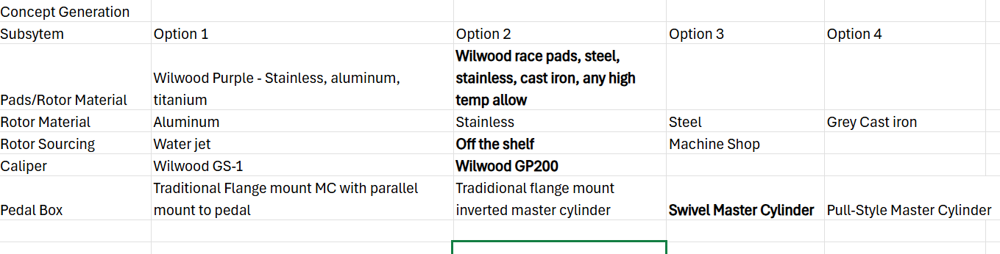 Concept Generation
Subsytem Option 1 Option 2 Option 3 Option 4
Wilwood race pads, steel,
Wilwood Purple - Stainless, aluminum, stainless, cast iron, any high
Pads/Rotor Material titanium temp allow
Rotor Material Aluminum Stainless Steel Grey Cast iron
Rotor Sourcing Water jet Off the shelf Machine Shop
Caliper Wilwood GS-1 Wilwood GP200
Traditional Flange mount MC with parallel Tradidional flange mount
Pedal Box mount to pedal inverted master cylinder Swivel Master Cylinder Pull-Style Master Cylinder